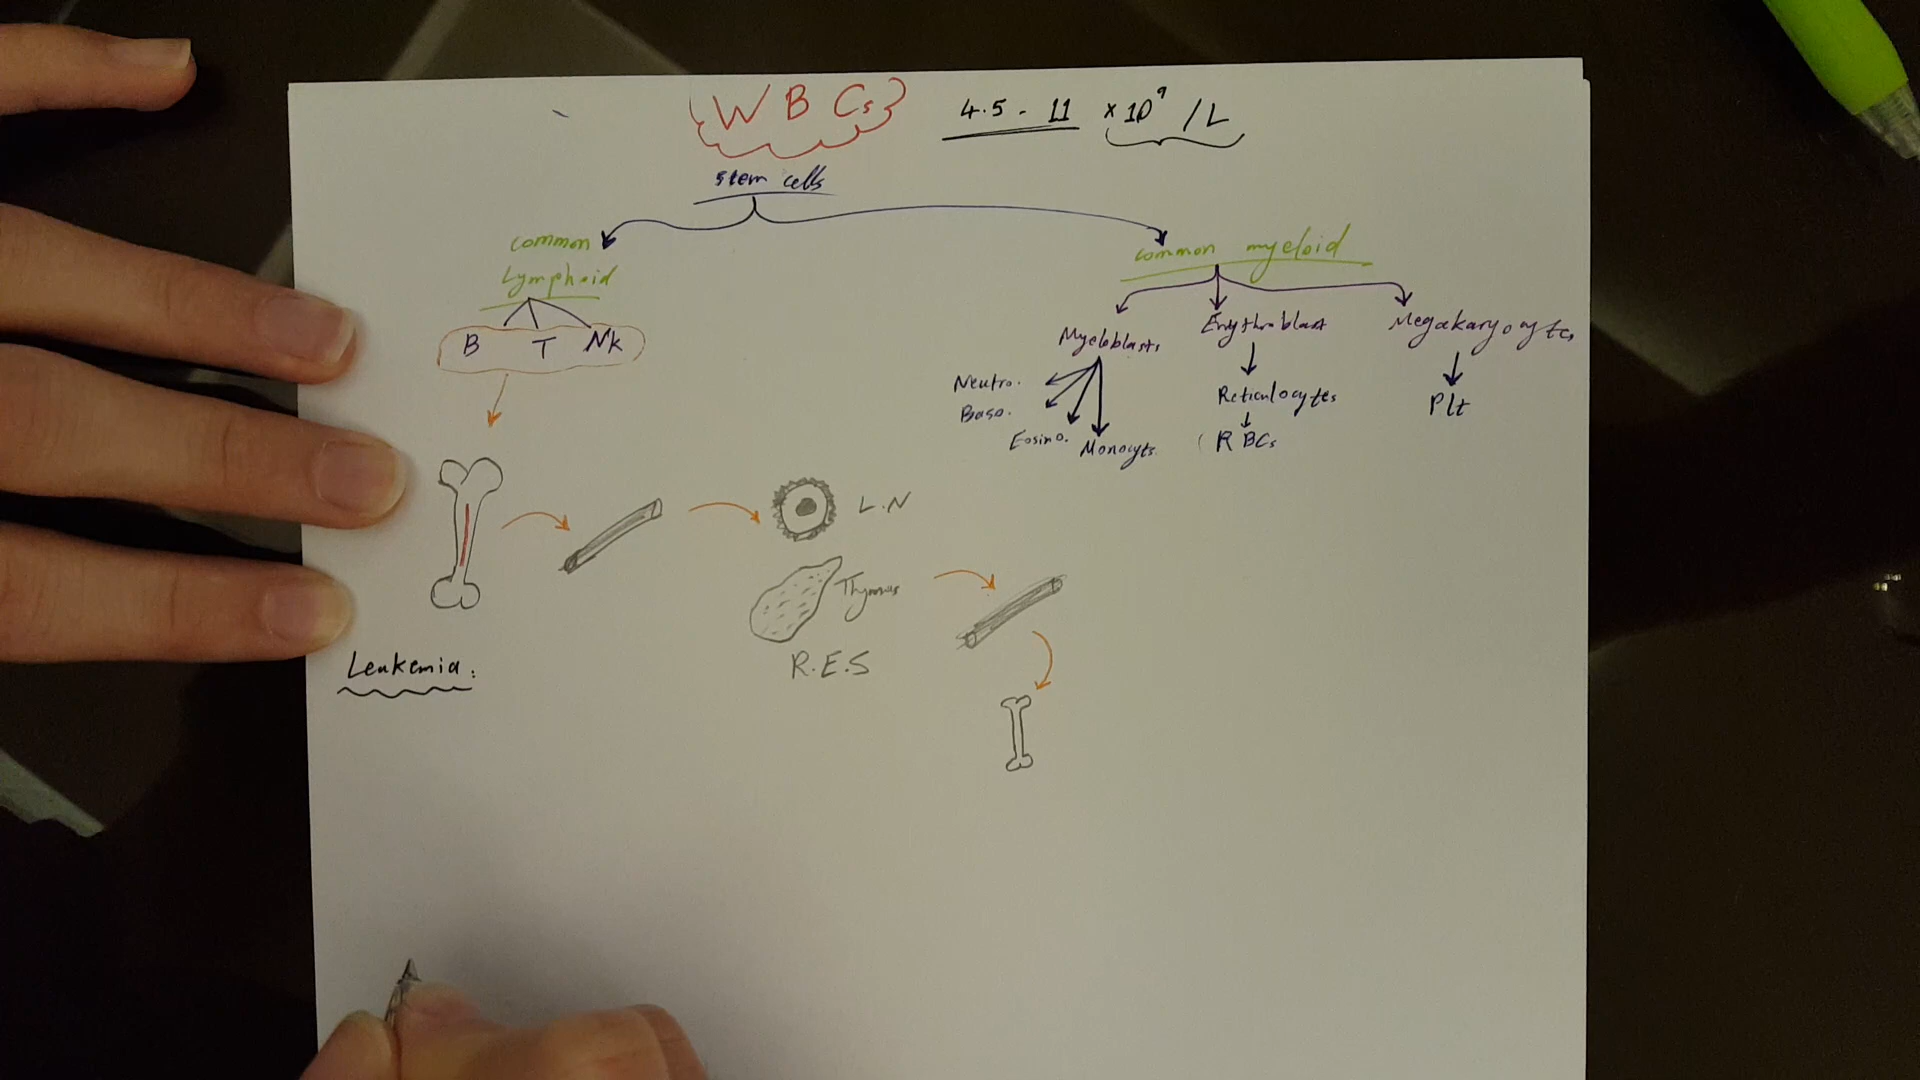 WBCs 4.5 - 11 x10⁹ /L
stem cells
common
Lymphoid
common myeloid
B T Nk
Myeloblasts
Erythroblast
Megakaryocytes
Neutro.
Baso.
Eosino.
Monocyts.
Reticulocytes
RBCs
Plt
L.N
Thymus
R.E.S
Leukemia: